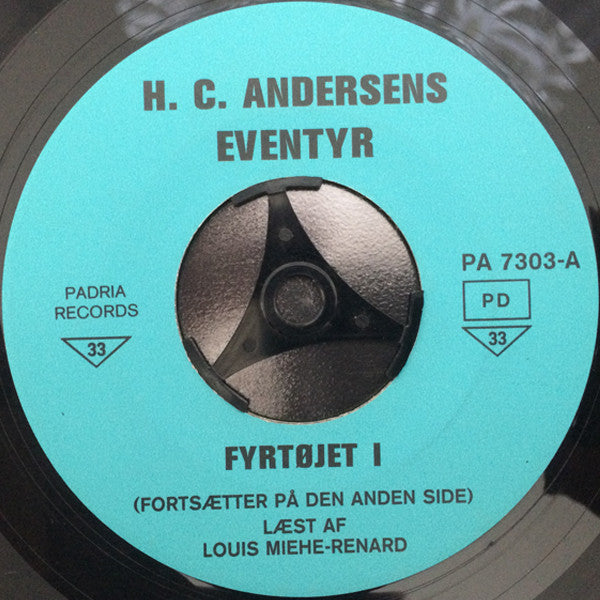 H. C. ANDERSENS
EVENTYR
PA 7303-A
PADRIA
RECORDS
PD
33
33
FYRTØJET I
(FORTSÆTTER PÅ DEN ANDEN SIDE)
LÆST AF
LOUIS MIEHE-RENARD